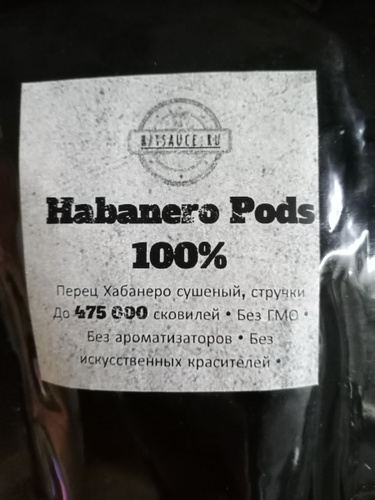 HOTSAUCE.RU
Habanero Pods
100%
Перец Хабанеро сушеный, стручки
До 475 000 сковилей • Без ГМО •
Без ароматизаторов • Без
искусственных красителей •